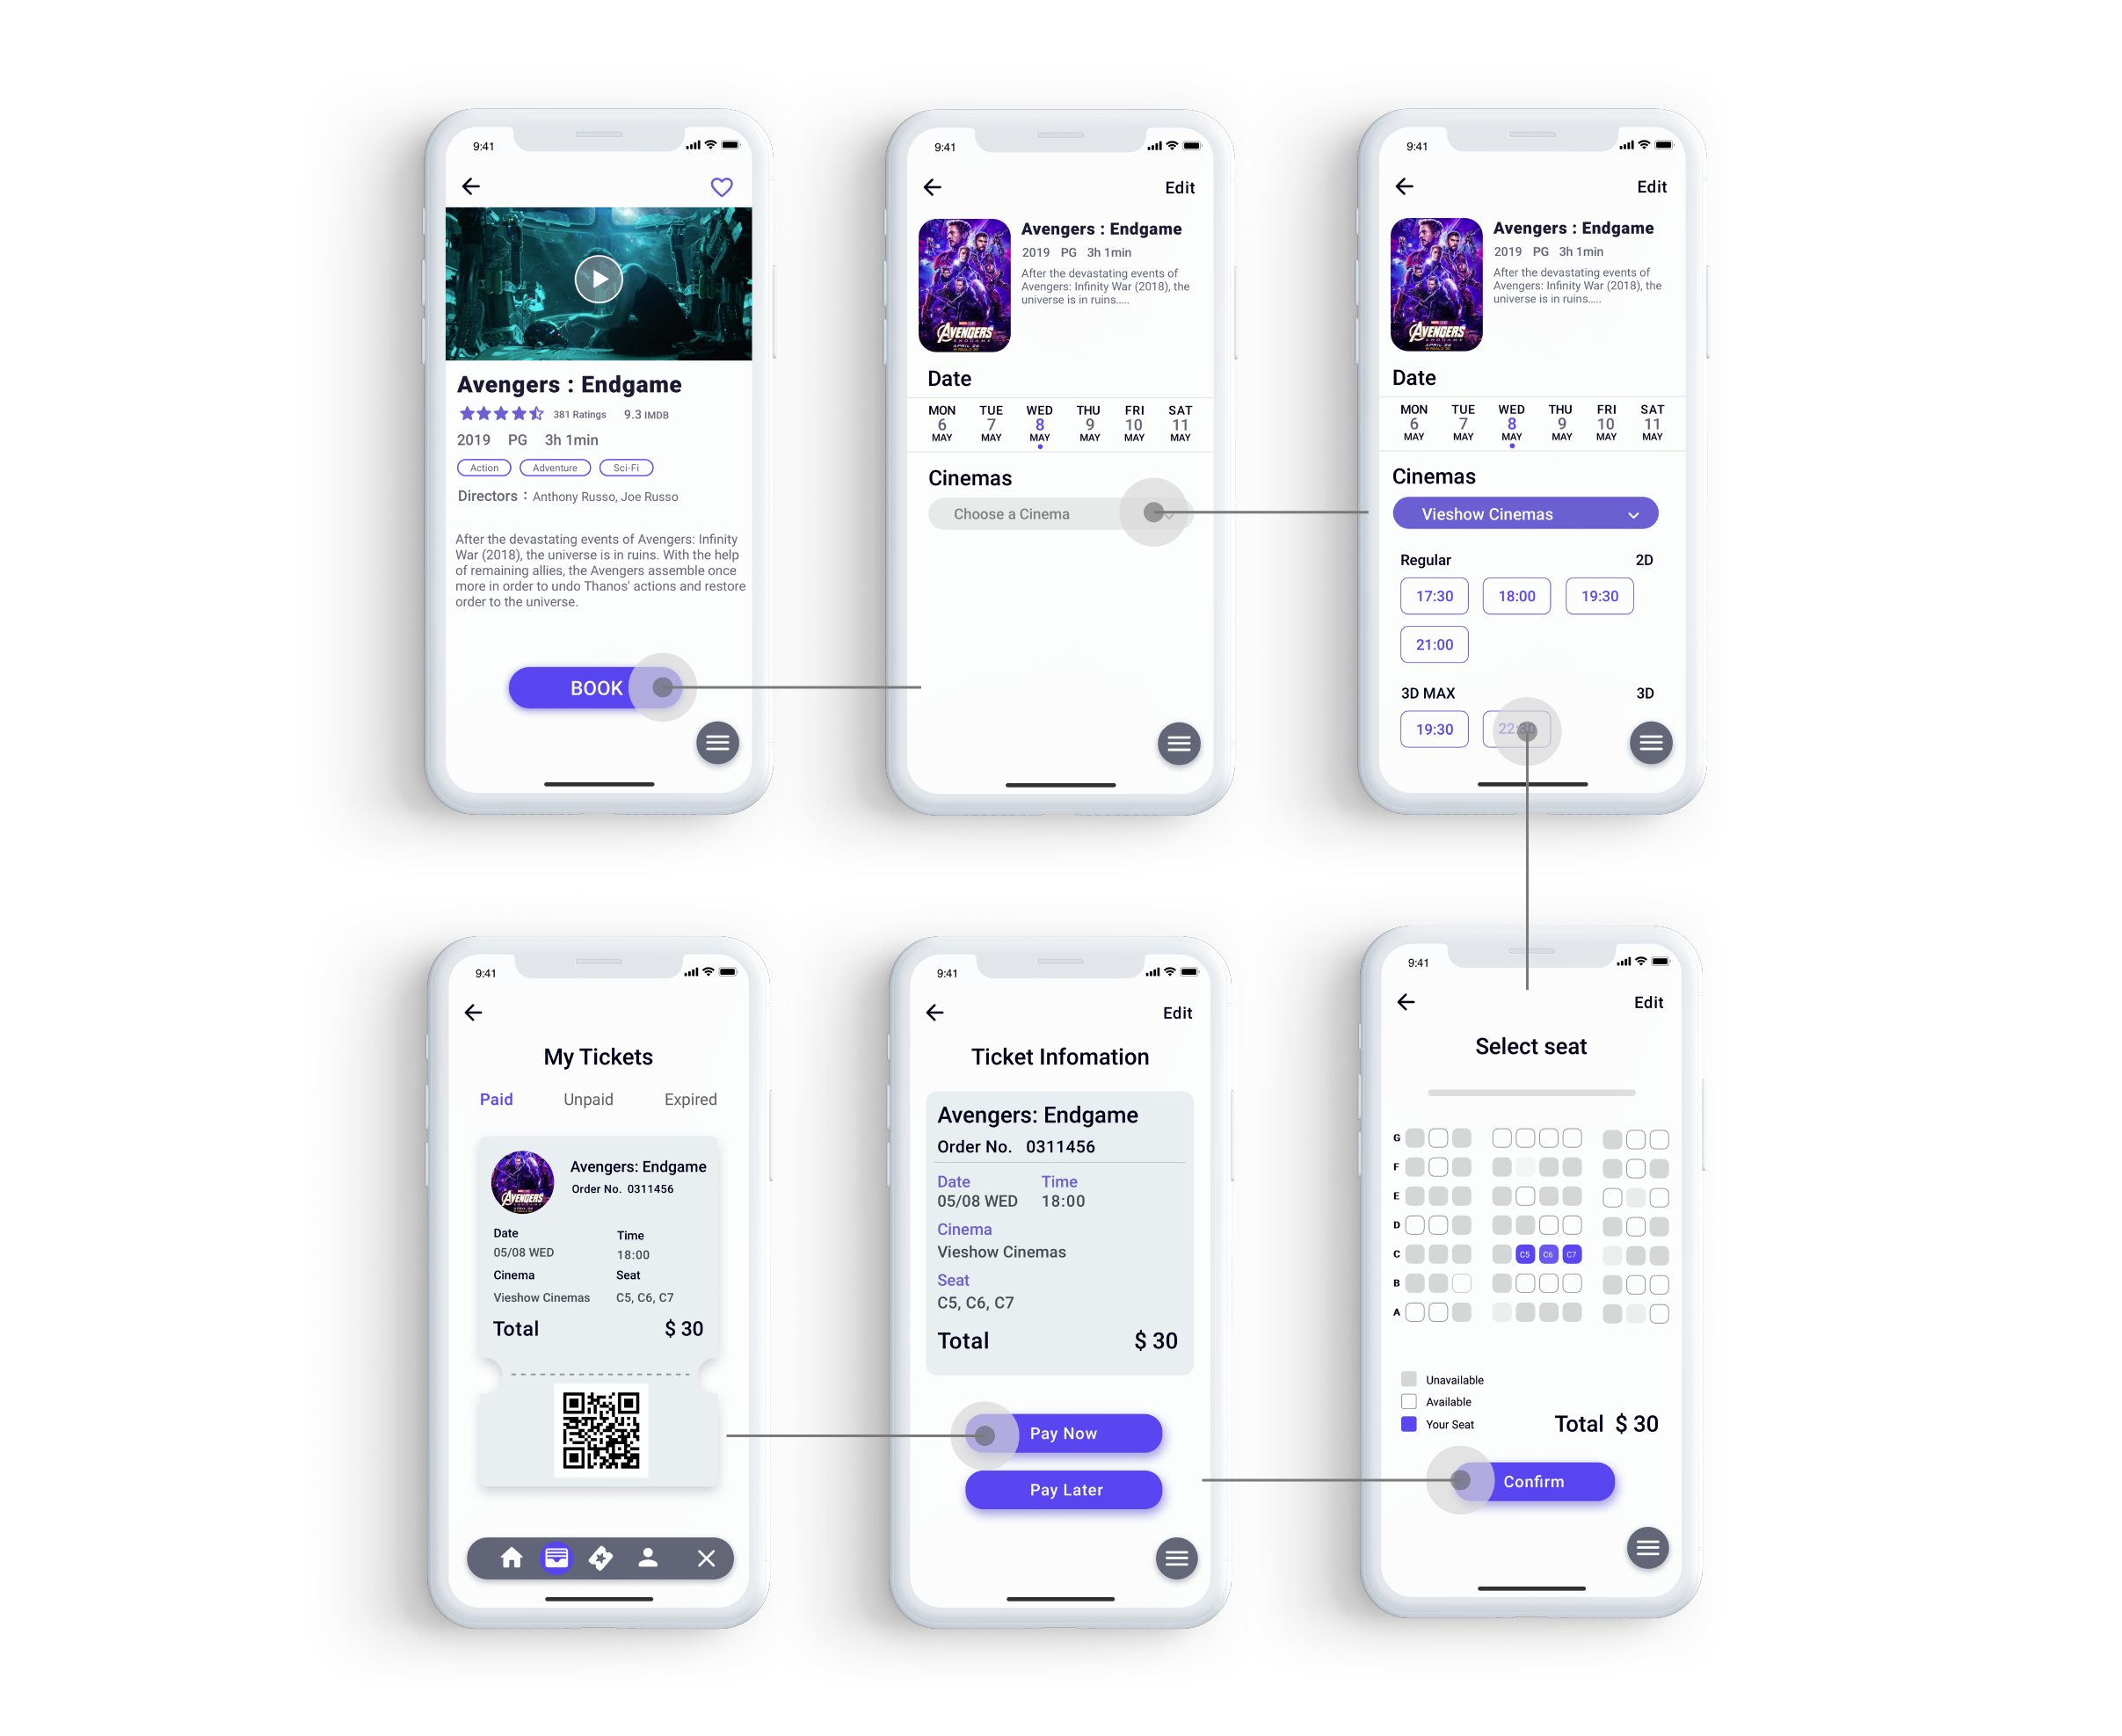 9:41
Avengers : Endgame
381 Ratings 9.3 IMDB
2019 PG 3h 1min
Action Adventure Sci-Fi
Directors : Anthony Russo, Joe Russo
After the devastating events of Avengers: Infinity
War (2018), the universe is in ruins. With the help
of remaining allies, the Avengers assemble once
more in order to undo Thanos' actions and restore
order to the universe.
BOOK
9:41
Edit
AVENGERS
ENDGAME
APRIL 26
Avengers : Endgame
2019 PG 3h 1min
After the devastating events of
Avengers: Infinity War (2018), the
universe is in ruins.....
Date
MON TUE WED THU FRI SAT
6 7 8 9 10 11
MAY MAY MAY MAY MAY MAY
Cinemas
Choose a Cinema
9:41
Edit
AVENGERS
ENDGAME
APRIL 26
Avengers : Endgame
2019 PG 3h 1min
After the devastating events of
Avengers: Infinity War (2018), the
universe is in ruins.....
Date
MON TUE WED THU FRI SAT
6 7 8 9 10 11
MAY MAY MAY MAY MAY MAY
Cinemas
Vieshow Cinemas
Regular 2D
17:30 18:00 19:30
21:00
3D MAX 3D
19:30 22:30
9:41
My Tickets
Paid Unpaid Expired
AVENGERS
Avengers: Endgame
Order No. 0311456
Date Time
05/08 WED 18:00
Cinema Seat
Vieshow Cinemas C5, C6, C7
Total $ 30
9:41
Edit
Ticket Infomation
Avengers: Endgame
Order No. 0311456
Date Time
05/08 WED 18:00
Cinema
Vieshow Cinemas
Seat
C5, C6, C7
Total $ 30
Pay Now
Pay Later
9:41
Edit
Select seat
G
F
E
D
C C5 C6 C7
B
A
Unavailable
Available
Your Seat
Total $ 30
Confirm